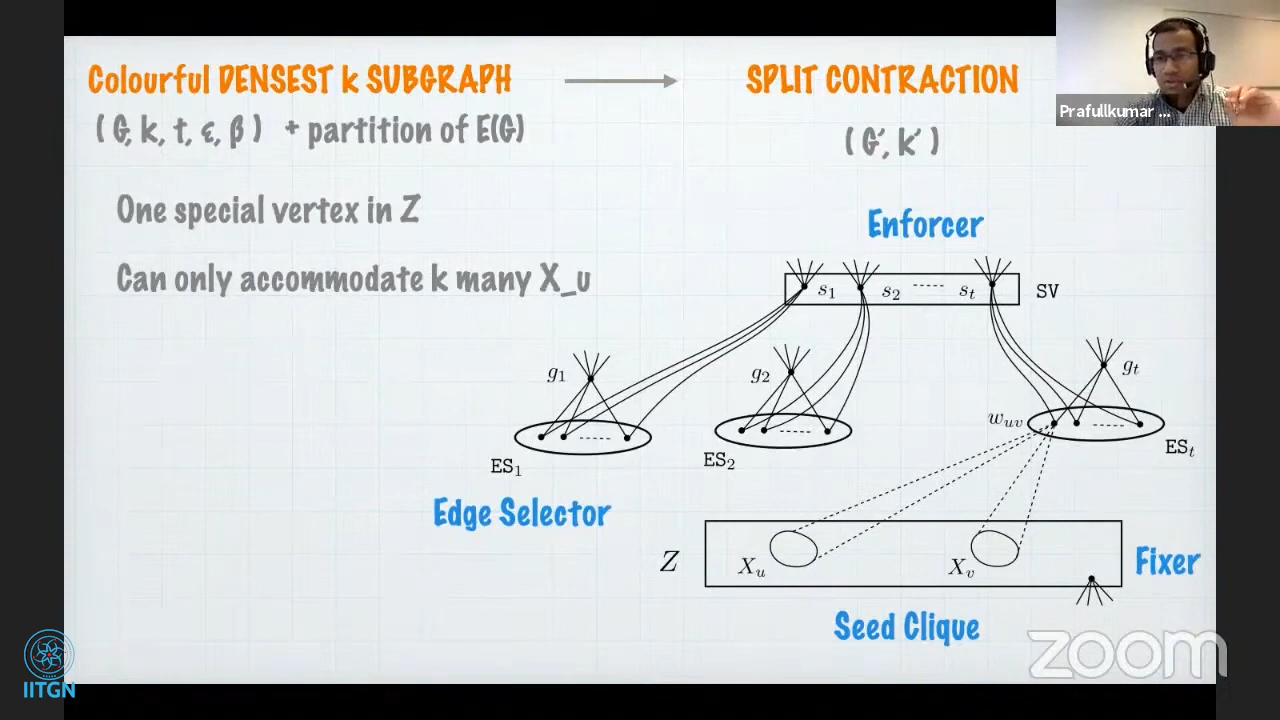 Colourful DENSEST k SUBGRAPH
SPLIT CONTRACTION
Prafullkumar ...
( G, k, t, ε, β ) + partition of E(G)
( G', k' )
One special vertex in Z
Enforcer
Can only accommodate k many X_u
s1 s2 ----- st
SV
g1
g2
gt
wuv
ES1
ES2
ESt
Edge Selector
Z
Xu
Xv
Fixer
Seed Clique
zoom
IITGN